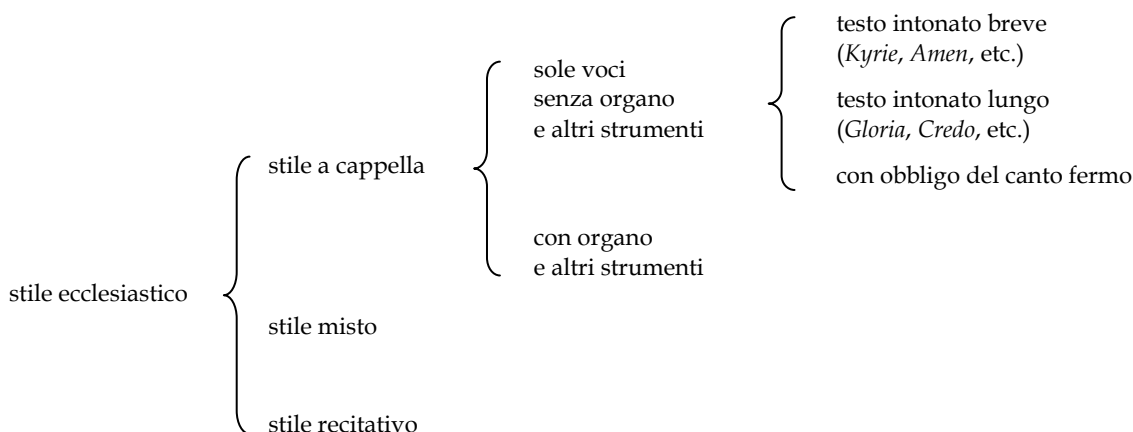 testo intonato breve
(Kyrie, Amen, etc.)
sole voci
senza organo
e altri strumenti
testo intonato lungo
(Gloria, Credo, etc.)
stile a cappella
con obbligo del canto fermo
con organo
e altri strumenti
stile ecclesiastico
stile misto
stile recitativo